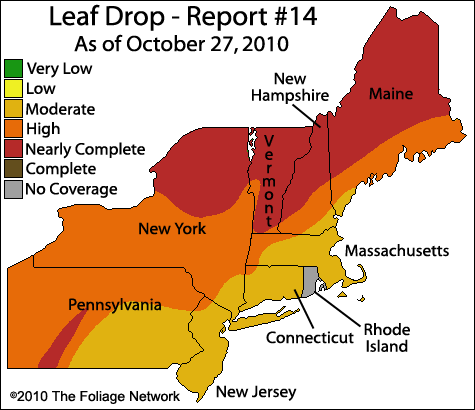 Leaf Drop - Report #14
As of October 27, 2010
Very Low
Low
Moderate
High
Nearly Complete
Complete
No Coverage
New
Hampshire
Maine
Vermont
New York
Massachusetts
Pennsylvania
Connecticut
Rhode
Island
New Jersey
©2010 The Foliage Network